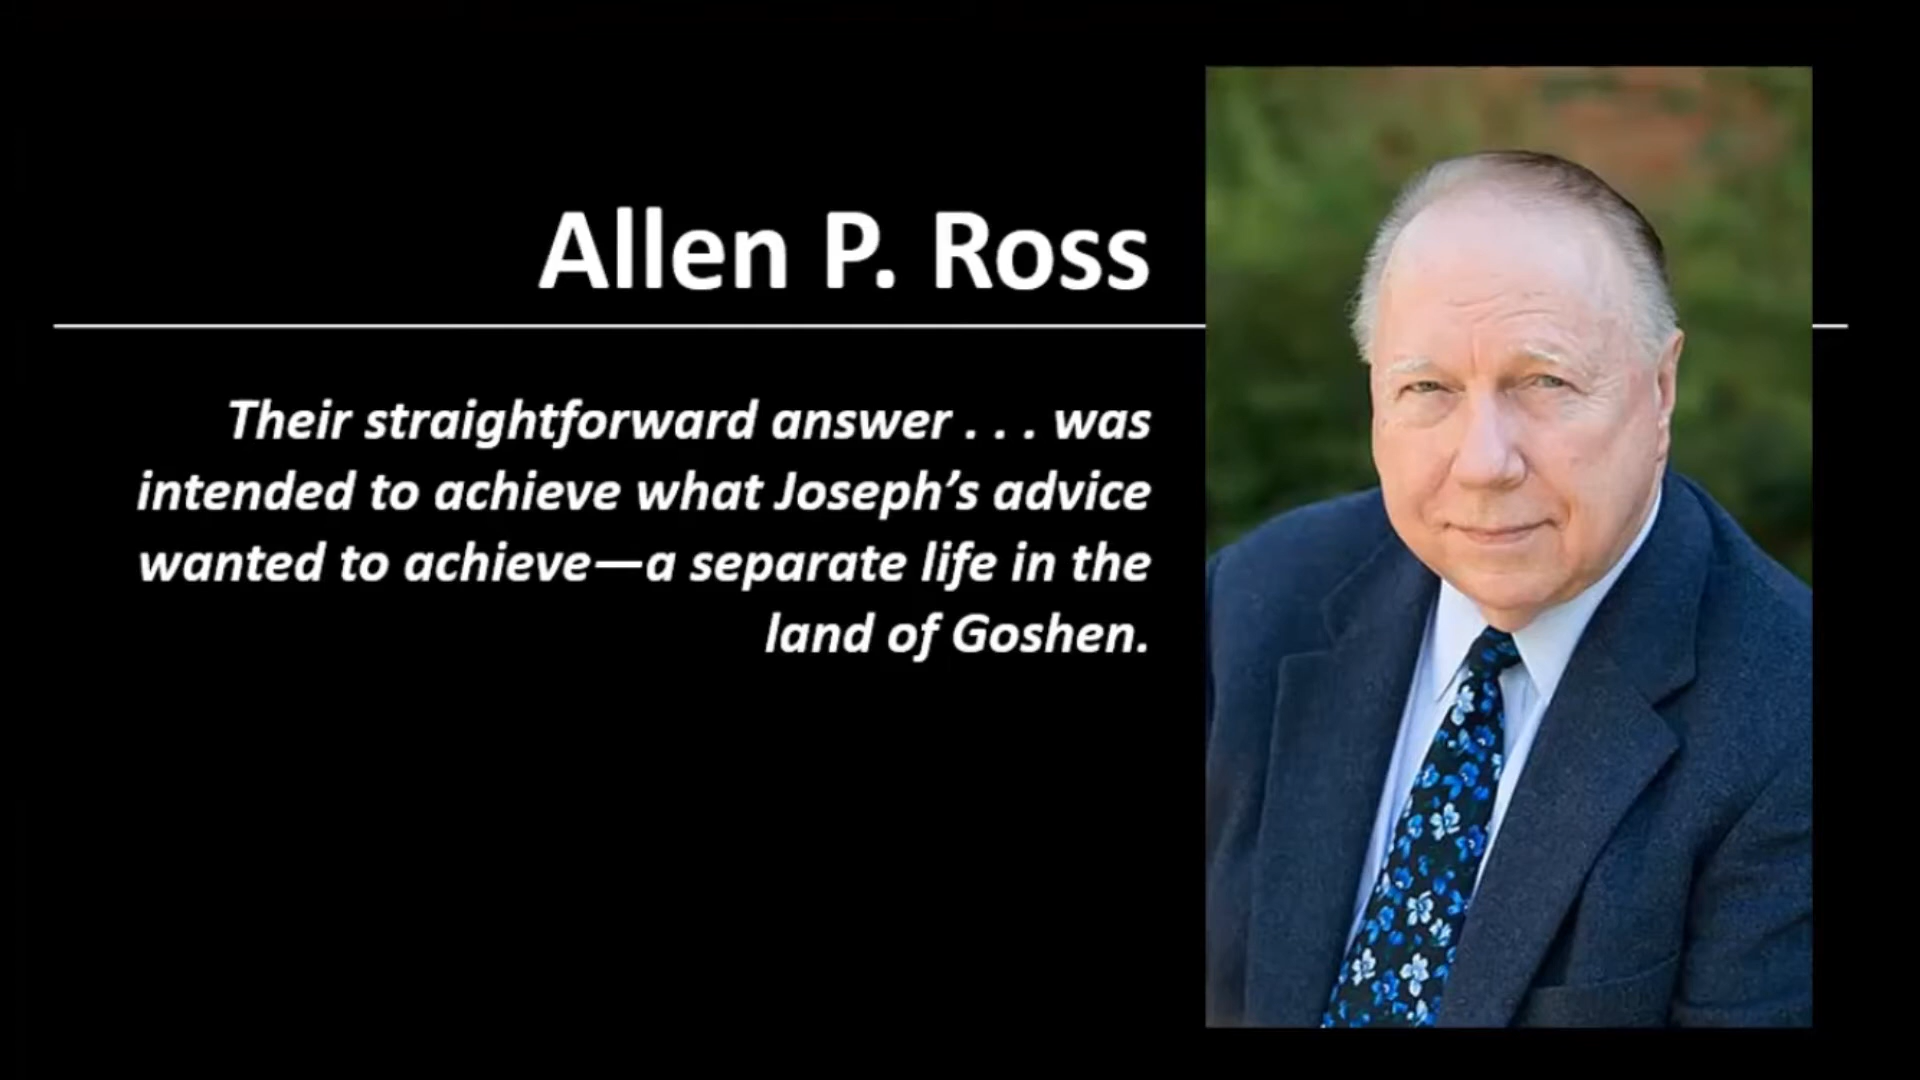 Allen P. Ross
Their straightforward answer . . . was
intended to achieve what Joseph’s advice
wanted to achieve—a separate life in the
land of Goshen.